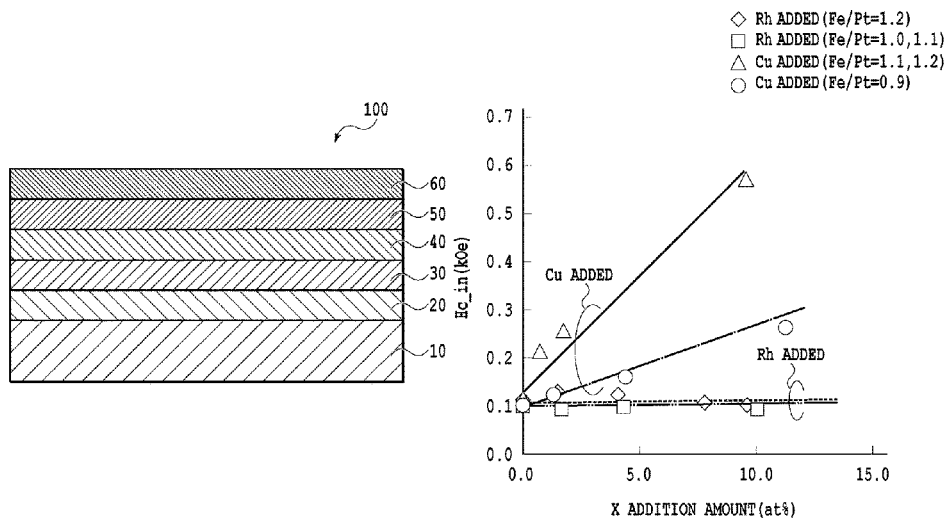 100
60
50
40
30
20
10
◇ Rh ADDED(Fe/Pt=1.2)
□ Rh ADDED(Fe/Pt=1.0,1.1)
△ Cu ADDED(Fe/Pt=1.1,1.2)
○ Cu ADDED(Fe/Pt=0.9)
Hc_in(kOe)
0.7
0.6
0.5
0.4
0.3
0.2
0.1
0.0
Cu ADDED
Rh ADDED
0.0 5.0 10.0 15.0
X ADDITION AMOUNT(at%)